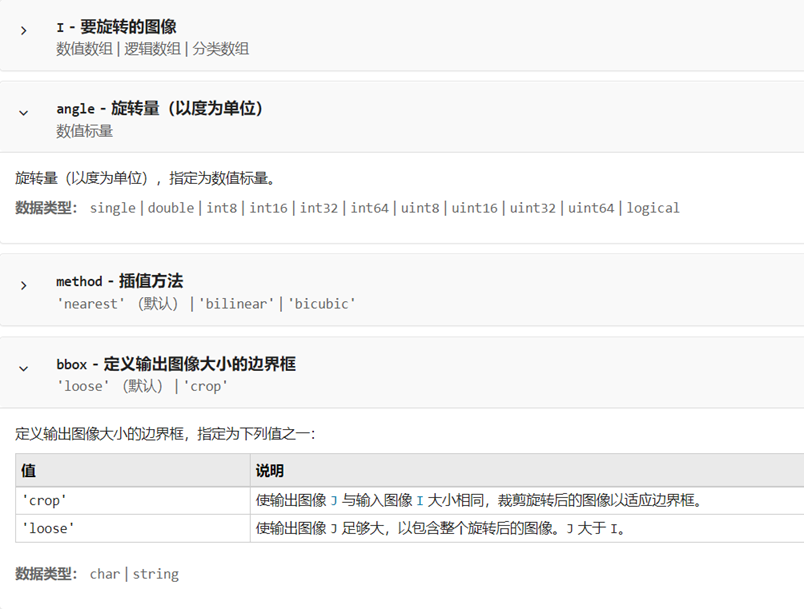 I - 要旋转的图像
数值数组 | 逻辑数组 | 分类数组
angle - 旋转量（以度为单位）
数值标量
旋转量（以度为单位），指定为数值标量。
数据类型： single | double | int8 | int16 | int32 | int64 | uint8 | uint16 | uint32 | uint64 | logical
method - 插值方法
'nearest' （默认） | 'bilinear' | 'bicubic'
bbox - 定义输出图像大小的边界框
'loose' （默认） | 'crop'
定义输出图像大小的边界框，指定为下列值之一：
值 说明
'crop' 使输出图像 J 与输入图像 I 大小相同，裁剪旋转后的图像以适应边界框。
'loose' 使输出图像 J 足够大，以包含整个旋转后的图像。J 大于 I。
数据类型： char | string